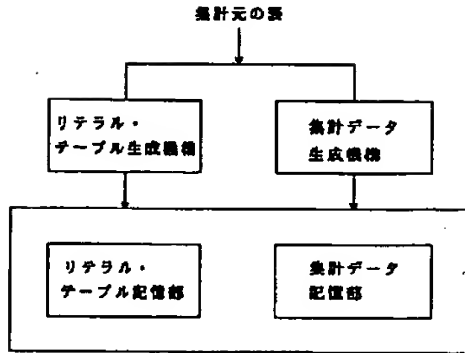 集計元の表
リテラル・
テーブル生成機構
集計データ
生成機構
リテラル・
テーブル記憶部
集計データ
記憶部